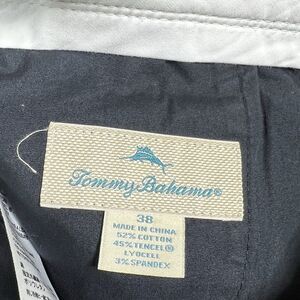 Tommy Bahama®
38
MADE IN CHINA
52% COTTON
45% TENCEL®
LYOCELL
3% SPANDEX